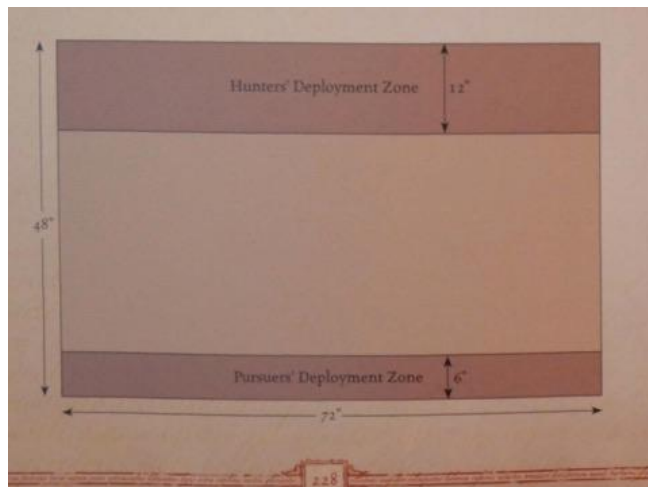 Hunters' Deployment Zone
12"
48"
Pursuers' Deployment Zone
6"
72"
228